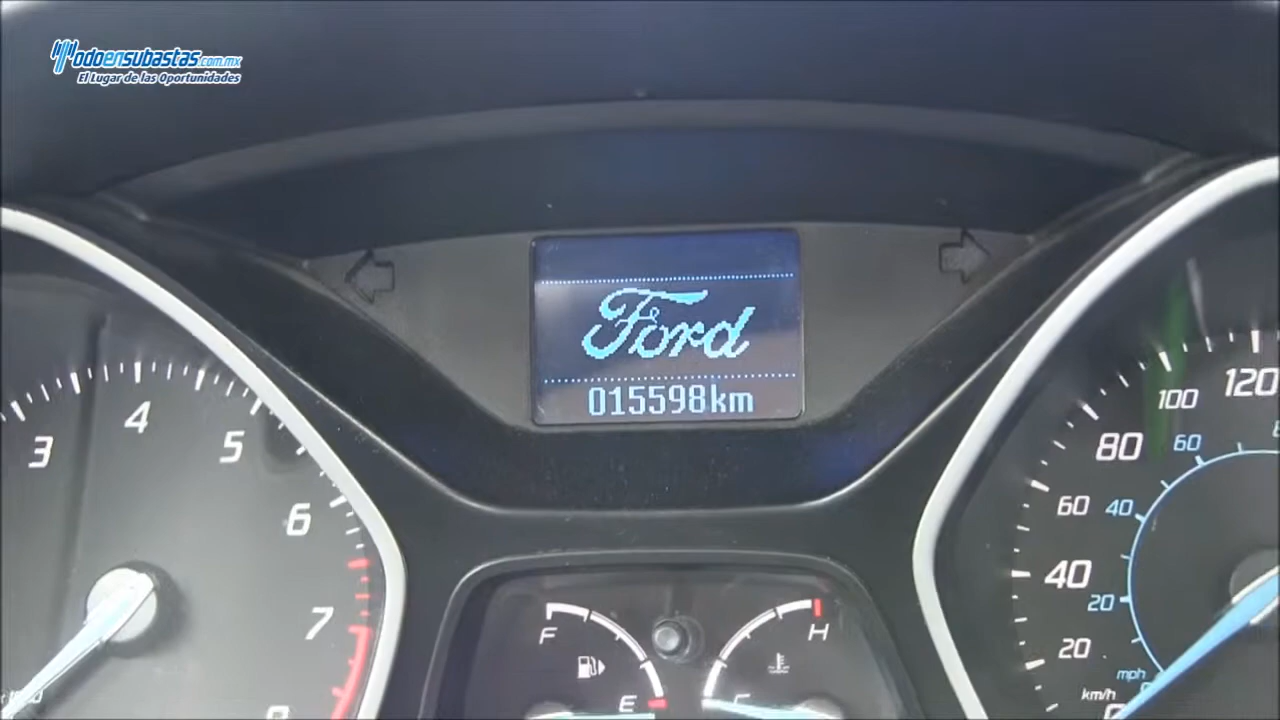 Todoensubastas.com.mx
El Lugar de las Oportunidades
Ford
015598km
3
4
5
6
7
8
F
E
H
C
120
100
80
60
40
20
60
40
20
mph
km/h